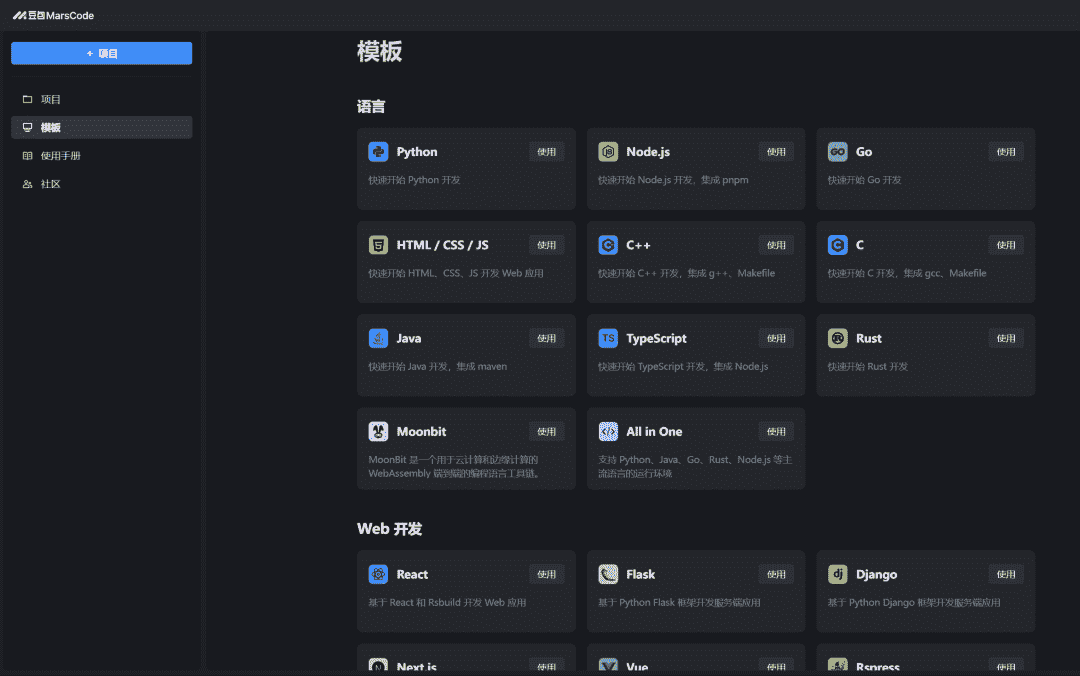 豆包MarsCode
+ 项目
项目
模板
使用手册
社区
模板
语言
Python 使用
快速开始 Python 开发
Node.js 使用
快速开始 Node.js 开发，集成 pnpm
Go 使用
快速开始 Go 开发
HTML / CSS / JS 使用
快速开始 HTML、CSS、JS 开发 Web 应用
C++ 使用
快速开始 C++ 开发，集成 g++、Makefile
C 使用
快速开始 C 开发，集成 gcc、Makefile
Java 使用
快速开始 Java 开发，集成 maven
TS TypeScript 使用
快速开始 TypeScript 开发，集成 Node.js
Rust 使用
快速开始 Rust 开发
Moonbit 使用
MoonBit 是一个用于云计算和边缘计算的
WebAssembly 端到端的编程语言工具链。
All in One 使用
支持 Python、Java、Go、Rust、Node.js 等主
流语言的运行环境
Web 开发
React 使用
基于 React 和 Rsbuild 开发 Web 应用
Flask 使用
基于 Python Flask 框架开发服务端应用
dj Django 使用
基于 Python Django 框架开发服务端应用
Next.js 使用
Vue 使用
Rspress 使用